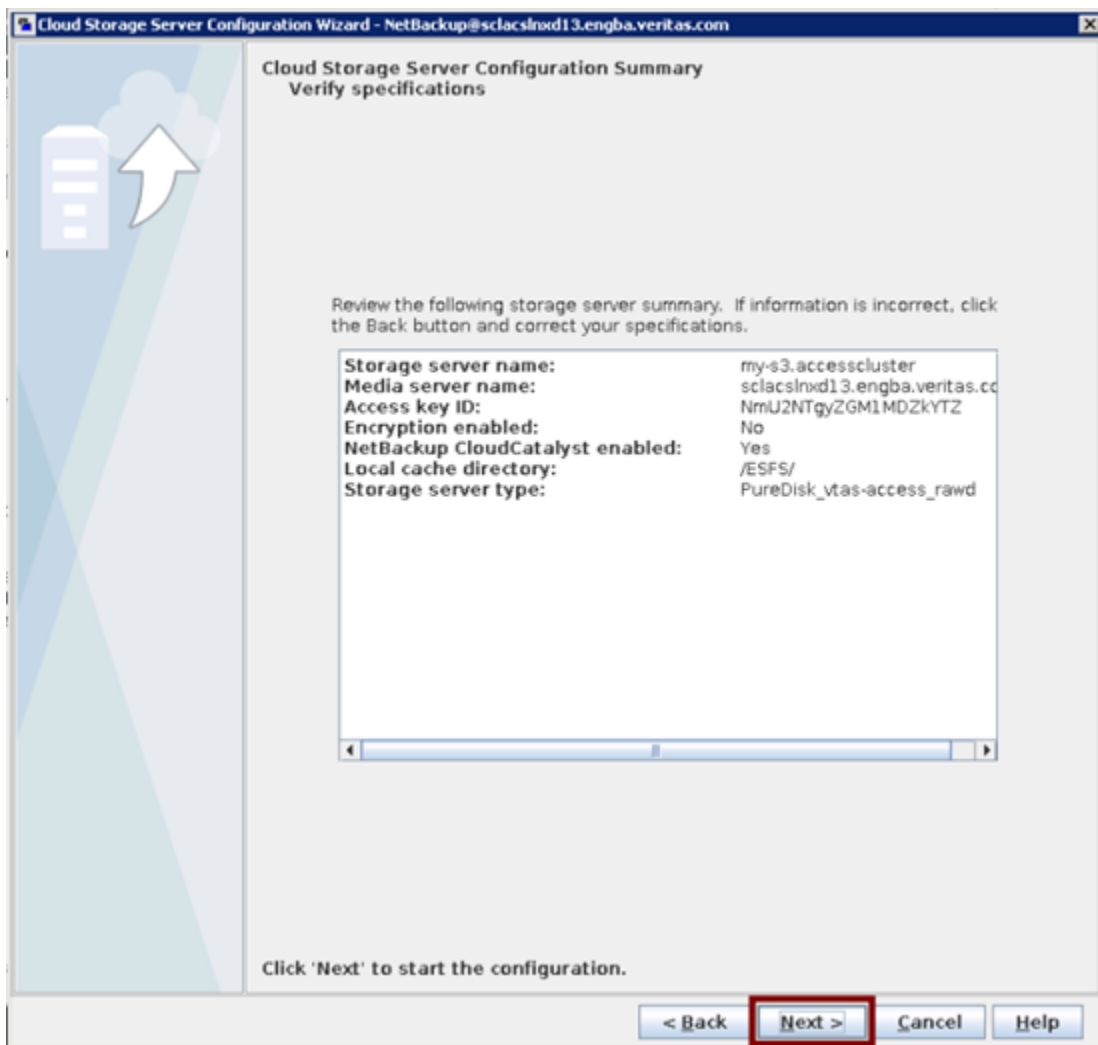 Cloud Storage Server Configuration Wizard - NetBackup@sclacslnxd13.engba.veritas.com
Cloud Storage Server Configuration Summary
Verify specifications
Review the following storage server summary. If information is incorrect, click
the Back button and correct your specifications.
Storage server name: my-s3.accesscluster
Media server name: sclacslnxd13.engba.veritas.cc
Access key ID: NmU2NTgyZGM1MDZkYTZ
Encryption enabled: No
NetBackup CloudCatalyst enabled: Yes
Local cache directory: /ESFS/
Storage server type: PureDisk_vtas-access_rawd
Click 'Next' to start the configuration.
< Back Next > Cancel Help